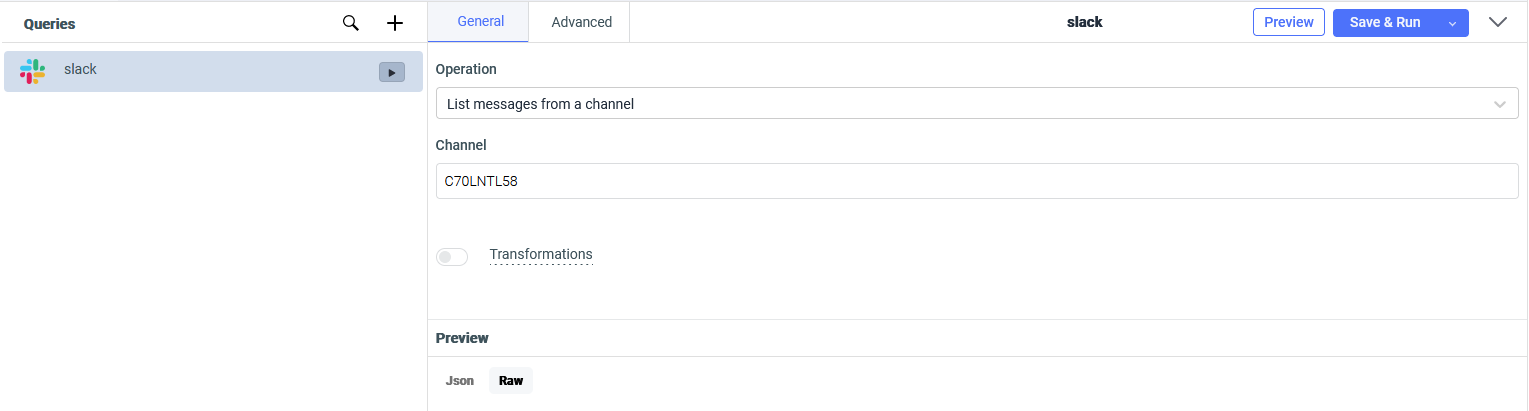 Queries
General
Advanced
slack
Preview
Save & Run
slack
Operation
List messages from a channel
Channel
C70LNTL58
Transformations
Preview
Json
Raw